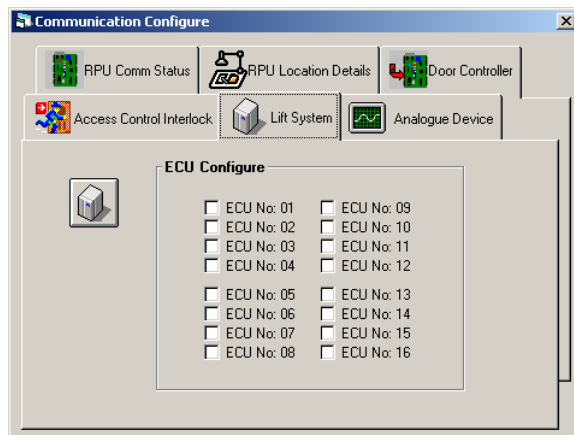 Communication Configure
RPU Comm Status RPU Location Details Door Controller
Access Control Interlock Lift System Analogue Device
ECU Configure
ECU No: 01 ECU No: 09
ECU No: 02 ECU No: 10
ECU No: 03 ECU No: 11
ECU No: 04 ECU No: 12
ECU No: 05 ECU No: 13
ECU No: 06 ECU No: 14
ECU No: 07 ECU No: 15
ECU No: 08 ECU No: 16